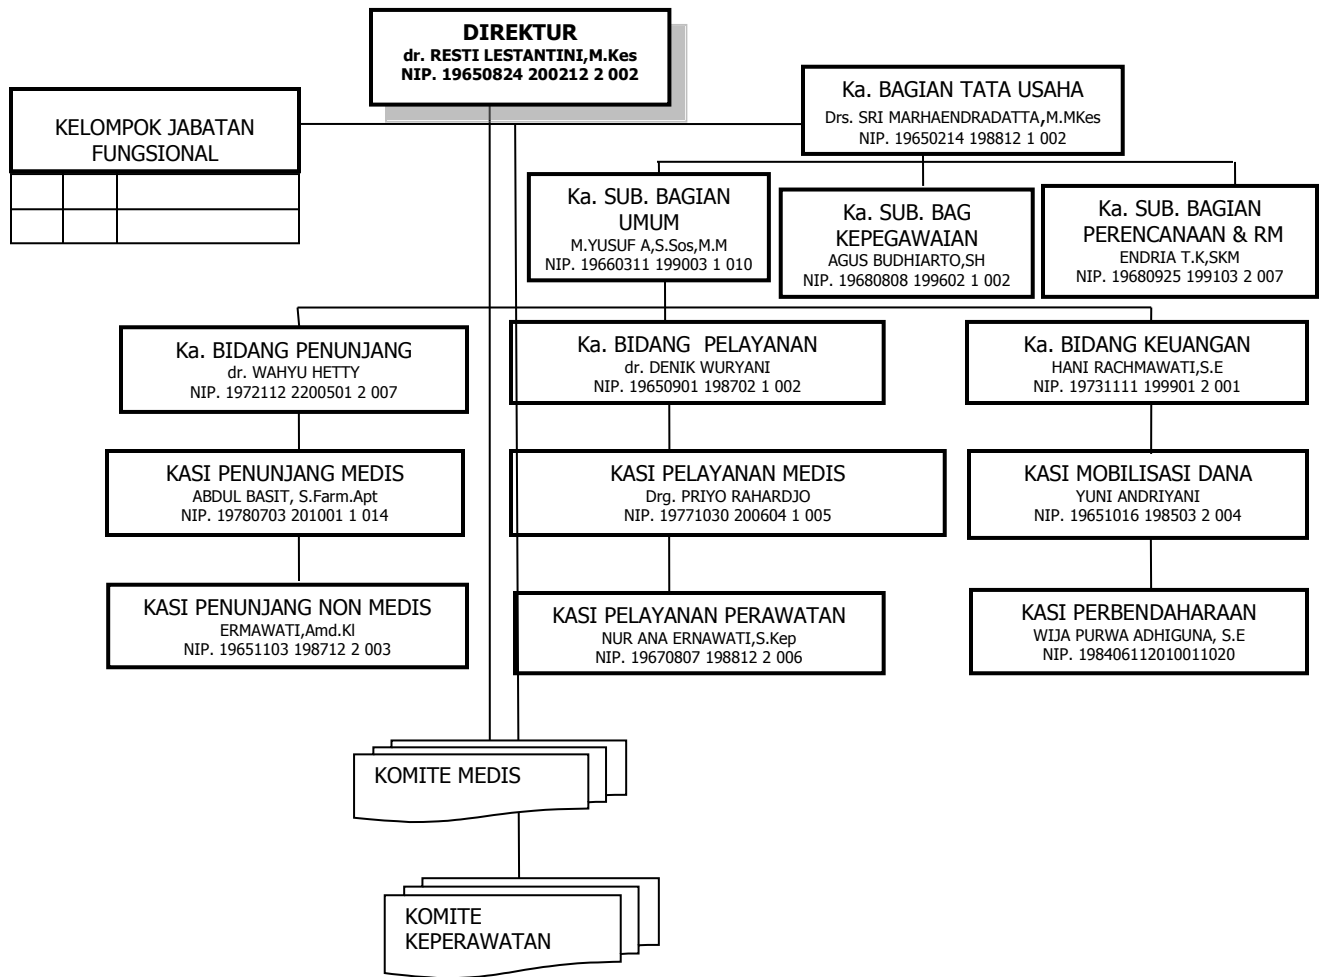 DIREKTUR
dr. RESTI LESTANTINI,M.Kes
NIP. 19650824 200212 2 002
Ka. BAGIAN TATA USAHA
Drs. SRI MARHAENDRADATTA,M.MKes
NIP. 19650214 198812 1 002
KELOMPOK JABATAN
FUNGSIONAL
Ka. SUB. BAGIAN
UMUM
M.YUSUF A,S.Sos,M.M
NIP. 19660311 199003 1 010
Ka. SUB. BAG
KEPEGAWAIAN
AGUS BUDHIARTO,SH
NIP. 19680808 199602 1 002
Ka. SUB. BAGIAN
PERENCANAAN & RM
ENDRIA T.K,SKM
NIP. 19680925 199103 2 007
Ka. BIDANG PENUNJANG
dr. WAHYU HETTY
NIP. 1972112 2200501 2 007
Ka. BIDANG  PELAYANAN
dr. DENIK WURYANI
NIP. 19650901 198702 1 002
Ka. BIDANG KEUANGAN
HANI RACHMAWATI,S.E
NIP. 19731111 199901 2 001
KASI PENUNJANG MEDIS
ABDUL BASIT, S.Farm.Apt
NIP. 19780703 201001 1 014
KASI PELAYANAN MEDIS
Drg. PRIYO RAHARDJO
NIP. 19771030 200604 1 005
KASI MOBILISASI DANA
YUNI ANDRIYANI
NIP. 19651016 198503 2 004
KASI PENUNJANG NON MEDIS
ERMAWATI,Amd.Kl
NIP. 19651103 198712 2 003
KASI PELAYANAN PERAWATAN
NUR ANA ERNAWATI,S.Kep
NIP. 19670807 198812 2 006
KASI PERBENDAHARAAN
WIJA PURWA ADHIGUNA, S.E
NIP. 198406112010011020
KOMITE MEDIS
KOMITE
KEPERAWATAN